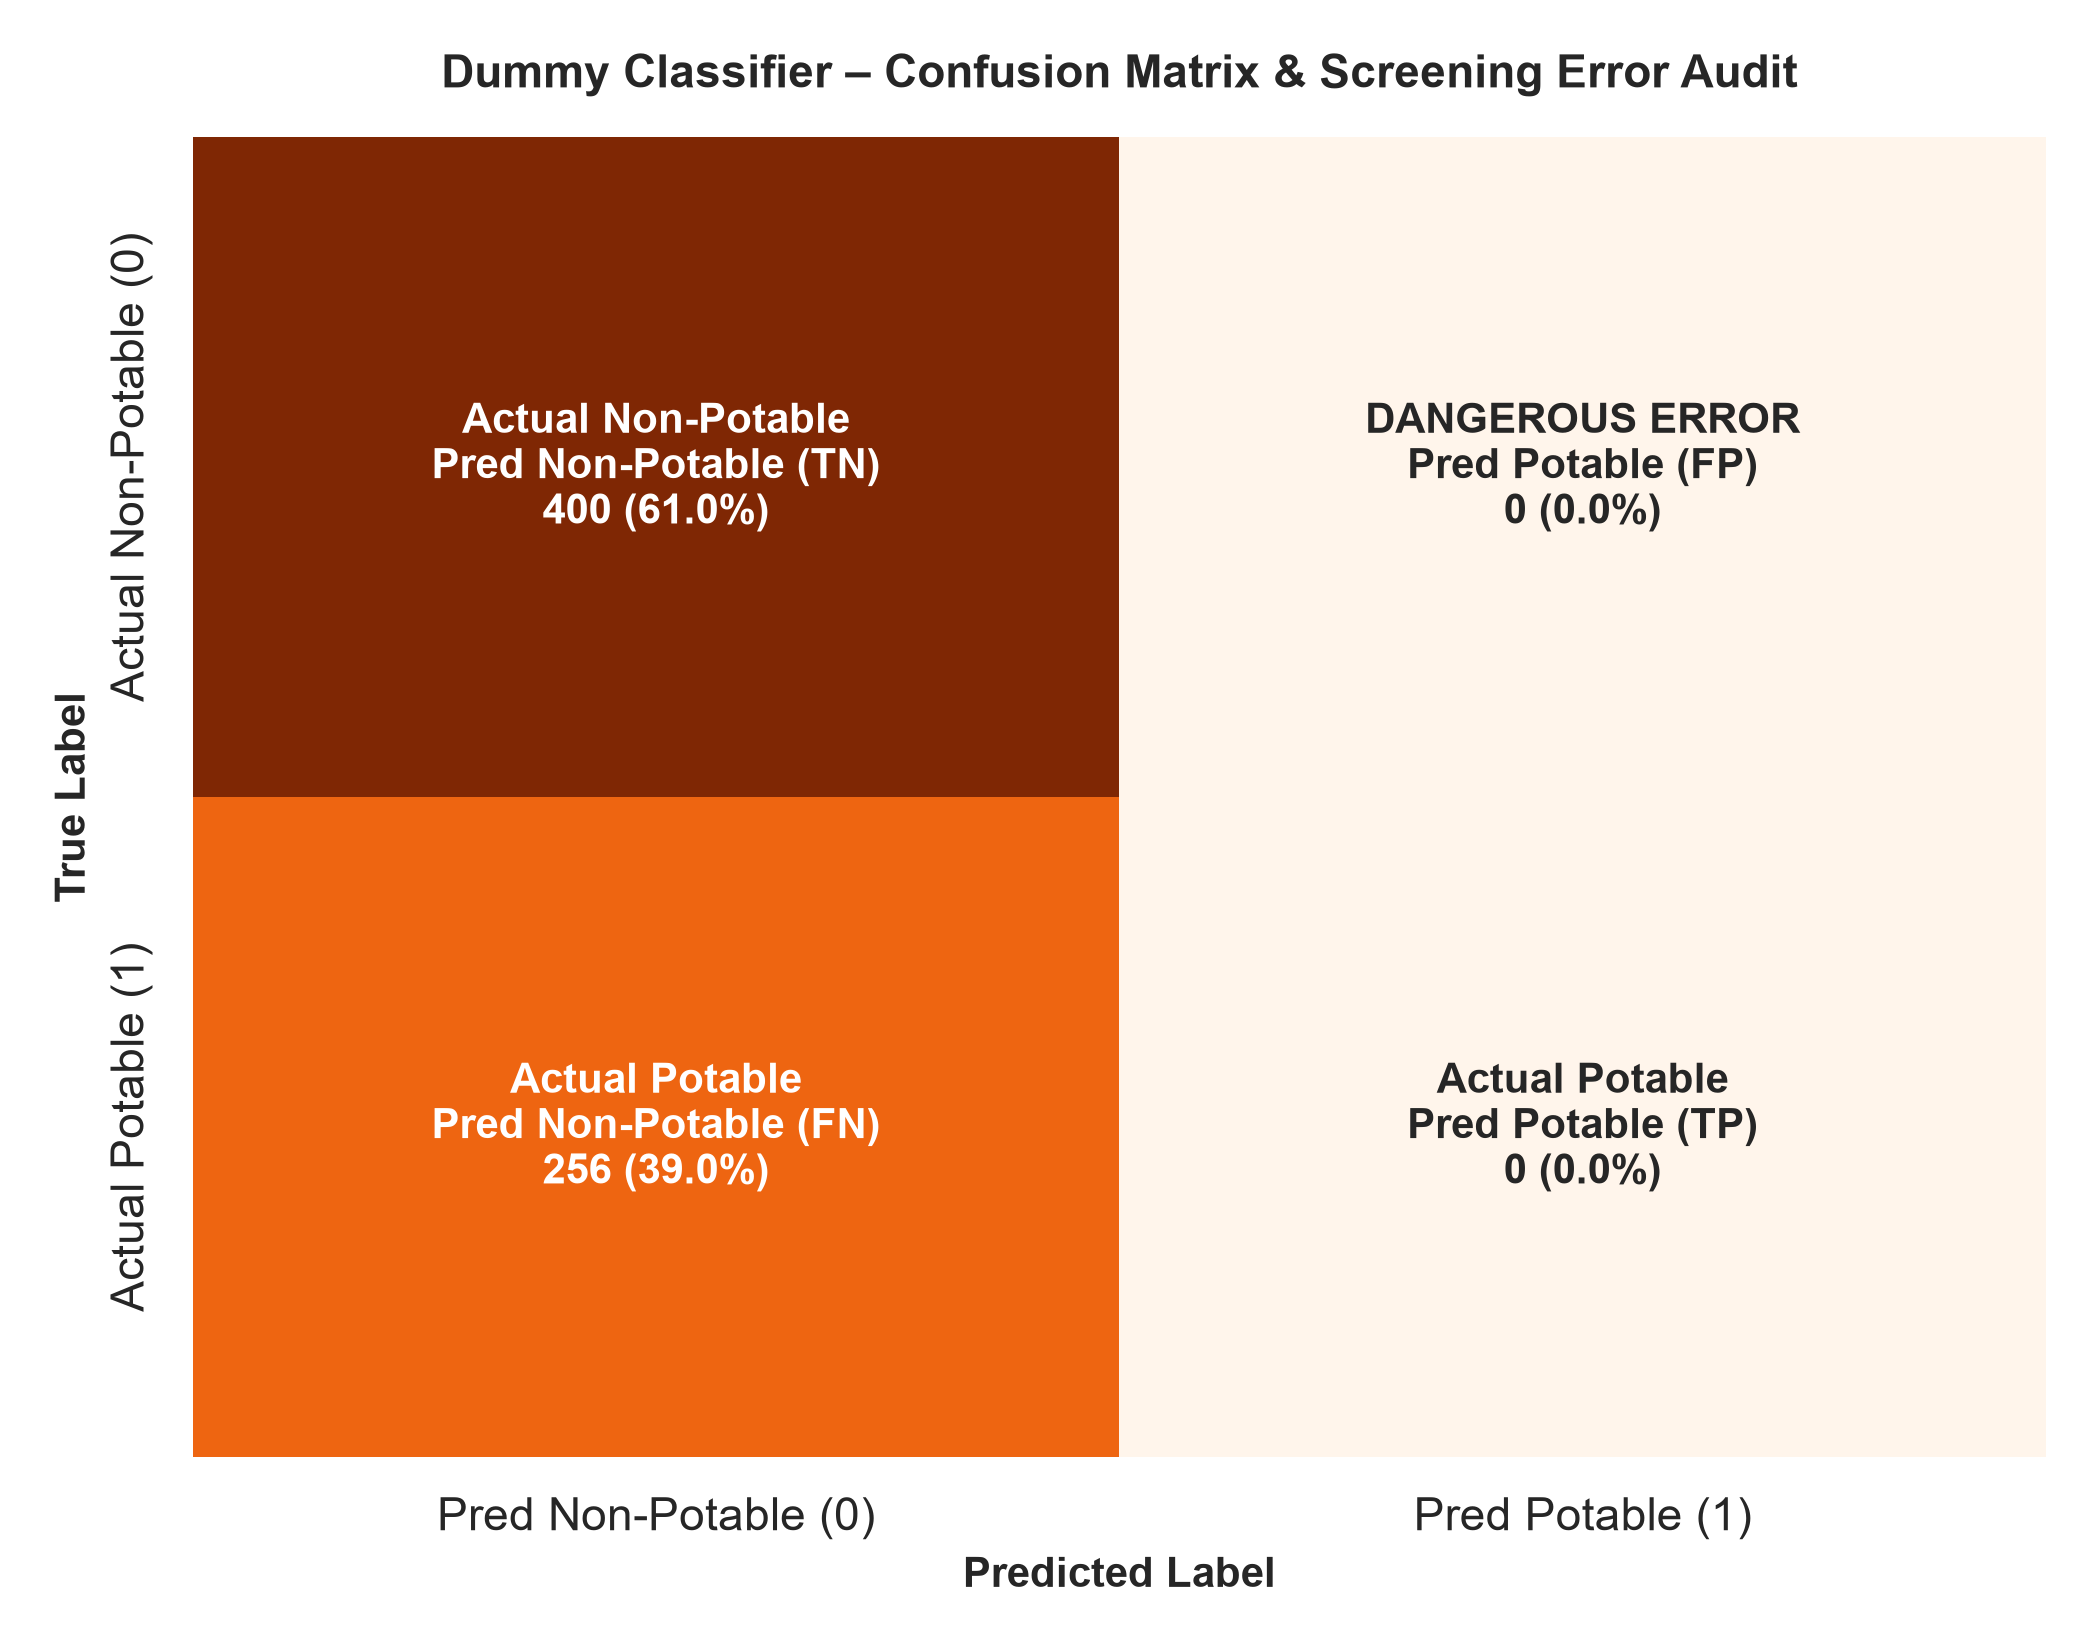 Dummy Classifier – Confusion Matrix & Screening Error Audit
True Label
Actual Non-Potable (0)
Actual Potable (1)
Actual Non-Potable
Pred Non-Potable (TN)
400 (61.0%)
DANGEROUS ERROR
Pred Potable (FP)
0 (0.0%)
Actual Potable
Pred Non-Potable (FN)
256 (39.0%)
Actual Potable
Pred Potable (TP)
0 (0.0%)
Pred Non-Potable (0)
Pred Potable (1)
Predicted Label